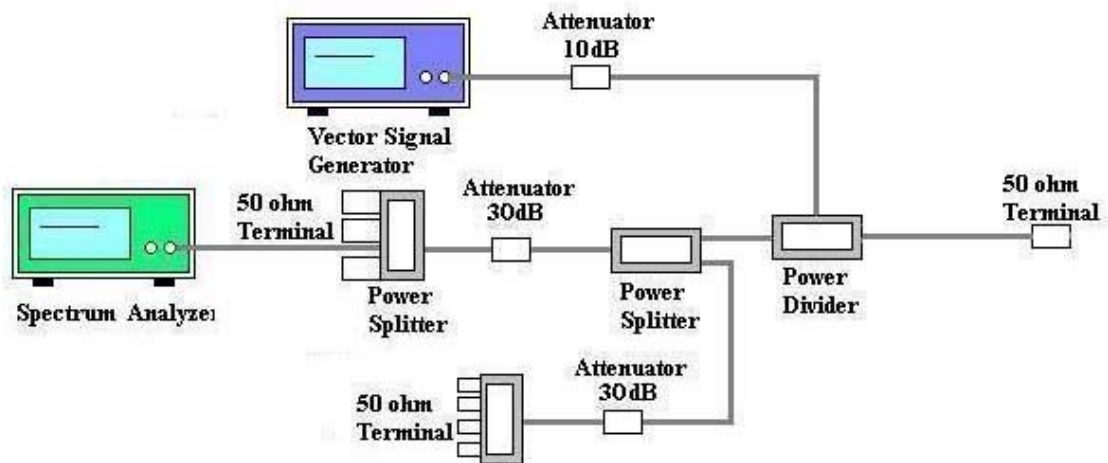 Attenuator
10dB
Vector Signal
Generator
Attenuator
30dB
50 ohm
Terminal
50 ohm
Terminal
Power
Splitter
Power
Splitter
Power
Divider
Spectrum Analyzer
Attenuator
30dB
50 ohm
Terminal